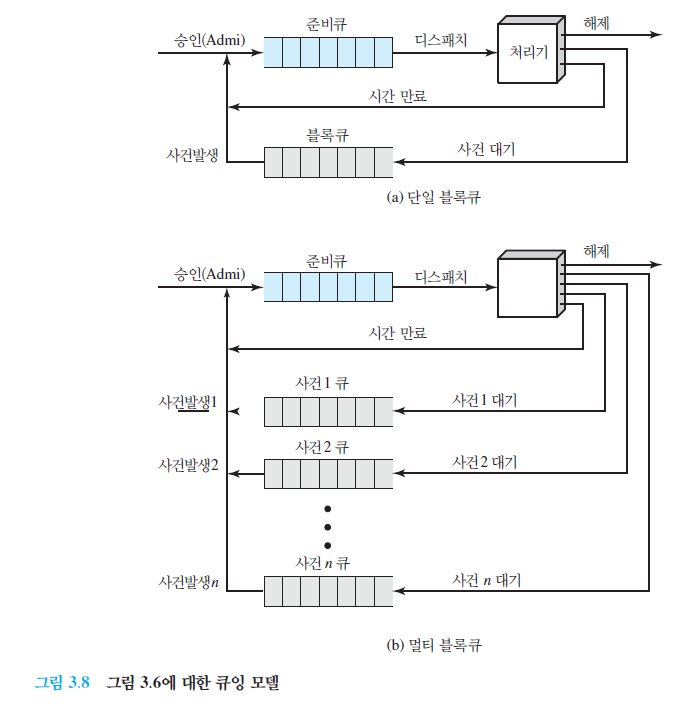 준비큐
해제
승인(Admi)
디스패치
처리기
시간 만료
블록큐
사건발생
사건 대기
(a) 단일 블록큐
해제
준비큐
승인(Admi)
디스패치
시간 만료
사건1 큐
사건발생1
사건1 대기
사건2 큐
사건발생2
사건2 대기
사건 n 큐
사건발생n
사건 n 대기
(b) 멀티 블록큐
그림 3.8 그림 3.6에 대한 큐잉 모델